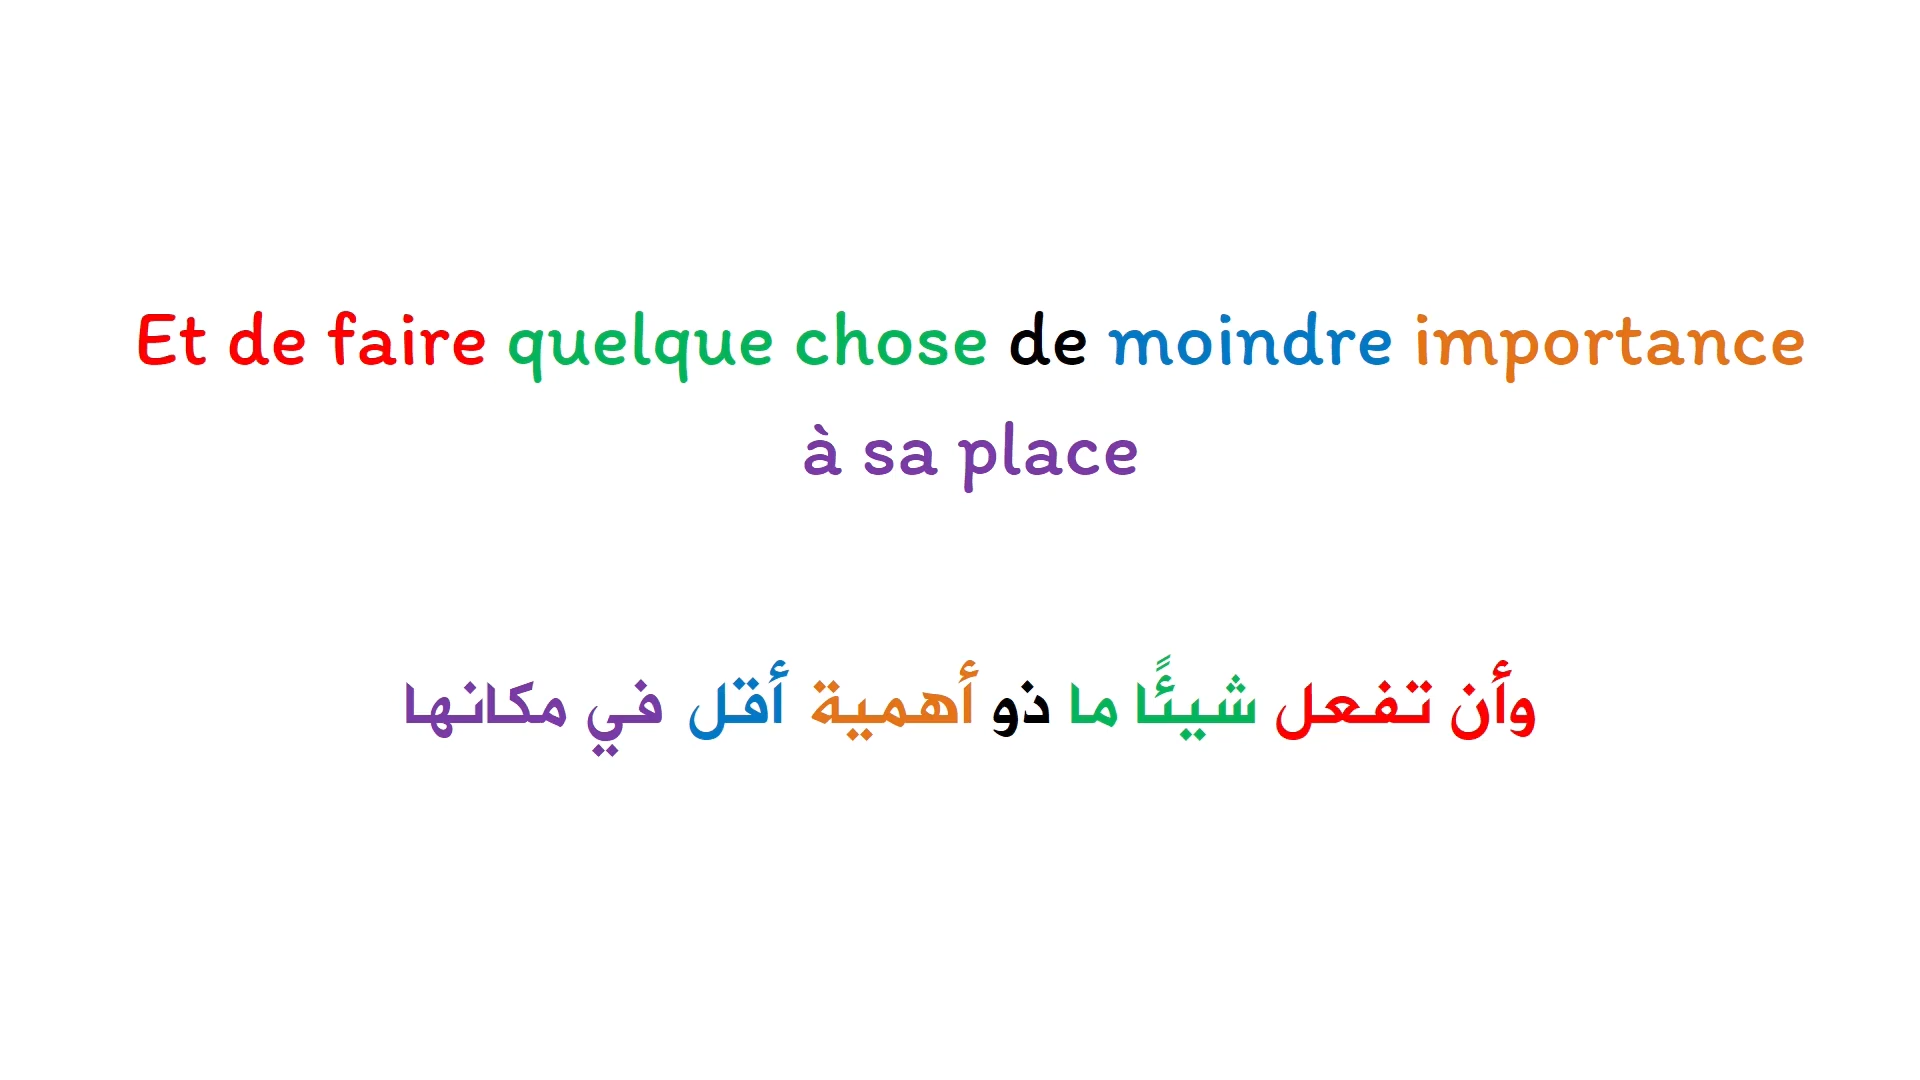 Et de faire quelque chose de moindre importance
à sa place
وأن تفعل شيئًا ما ذو أهمية أقل في مكانها